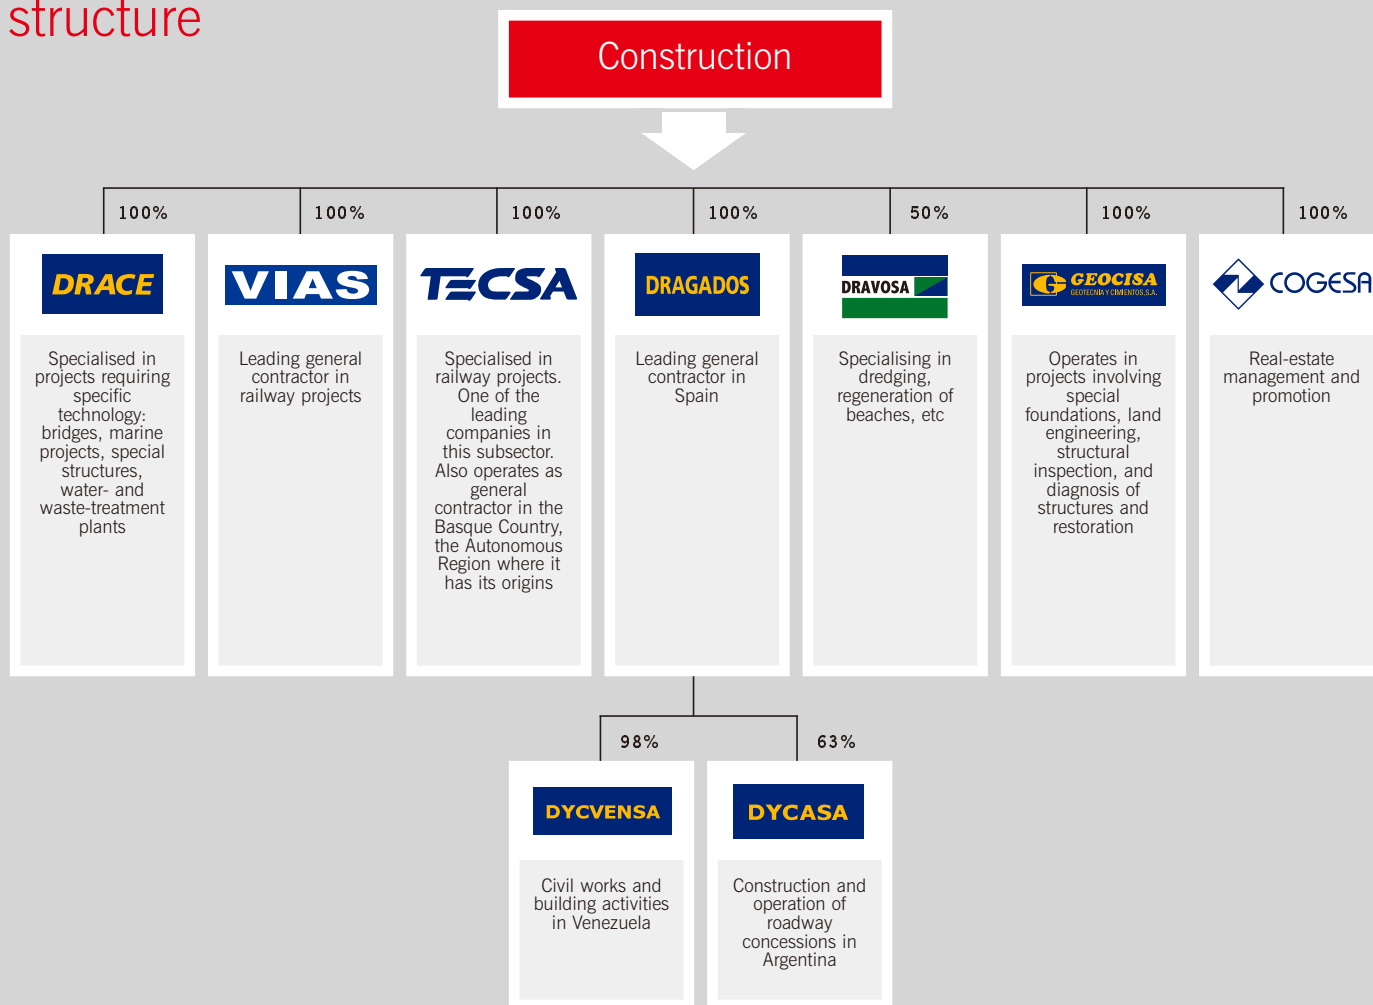 structure
Construction
100%
100%
100%
100%
50%
100%
100%
DRACE
Specialised in
projects requiring
specific
technology:
bridges, marine
projects, special
structures,
water- and
waste-treatment
plants
VIAS
Leading general
contractor in
railway projects
TECSA
Specialised in
railway projects.
One of the
leading
companies in
this subsector.
Also operates as
general
contractor in the
Basque Country,
the Autonomous
Region where it
has its origins
DRAGADOS
Leading general
contractor in
Spain
DRAVOSA
Specialising in
dredging,
regeneration of
beaches, etc
GEOCISA
GEOTECNIA Y CIMIENTOS, S.A.
Operates in
projects involving
special
foundations, land
engineering,
structural
inspection, and
diagnosis of
structures and
restoration
COGESA
Real-estate
management and
promotion
98%
63%
DYCVENSA
Civil works and
building activities
in Venezuela
DYCASA
Construction and
operation of
roadway
concessions in
Argentina